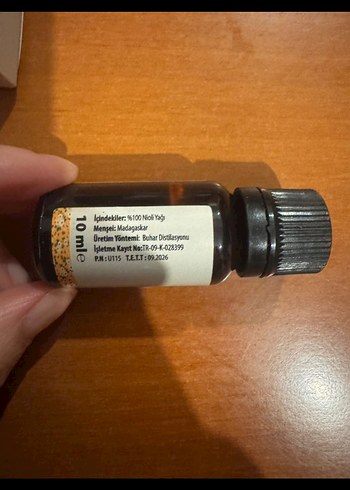 İçindekiler: %100 Nioli Yağı
Menşei: Madagaskar
Üretim Yöntemi: Buhar Distilasyonu
İşletme Kayıt No:TR-09-K-028399
P.N : U115 T.E.T.T : 09.2026
10 ml e